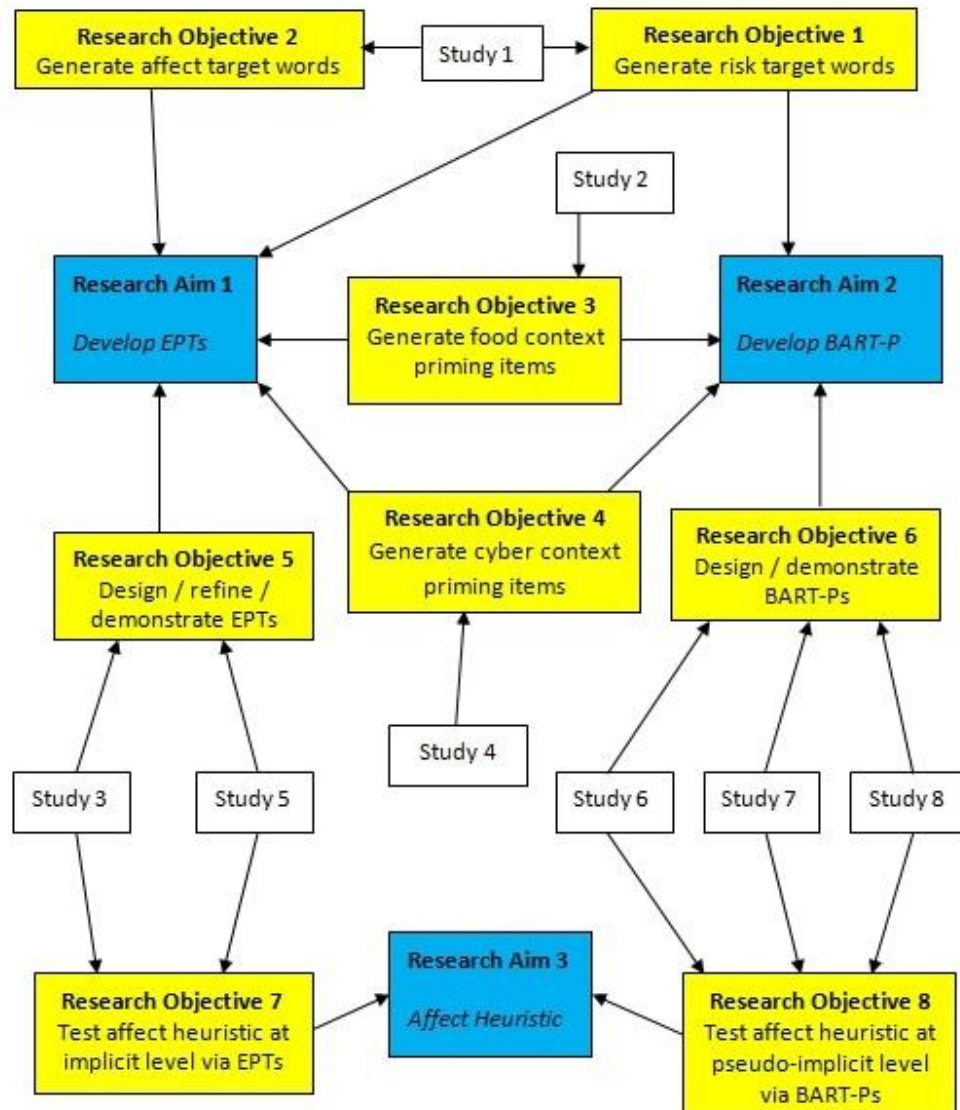 Research Objective 2
Generate affect target words
Study 1
Research Objective 1
Generate risk target words
Study 2
Research Aim 1
Develop EPTs
Research Objective 3
Generate food context
priming items
Research Aim 2
Develop BART-P
Research Objective 4
Generate cyber context
priming items
Research Objective 5
Design / refine /
demonstrate EPTs
Research Objective 6
Design / demonstrate
BART-Ps
Study 4
Study 3
Study 5
Study 6
Study 7
Study 8
Research Aim 3
Affect Heuristic
Research Objective 7
Test affect heuristic at
implicit level via EPTs
Research Objective 8
Test affect heuristic at
pseudo-implicit level
via BART-Ps